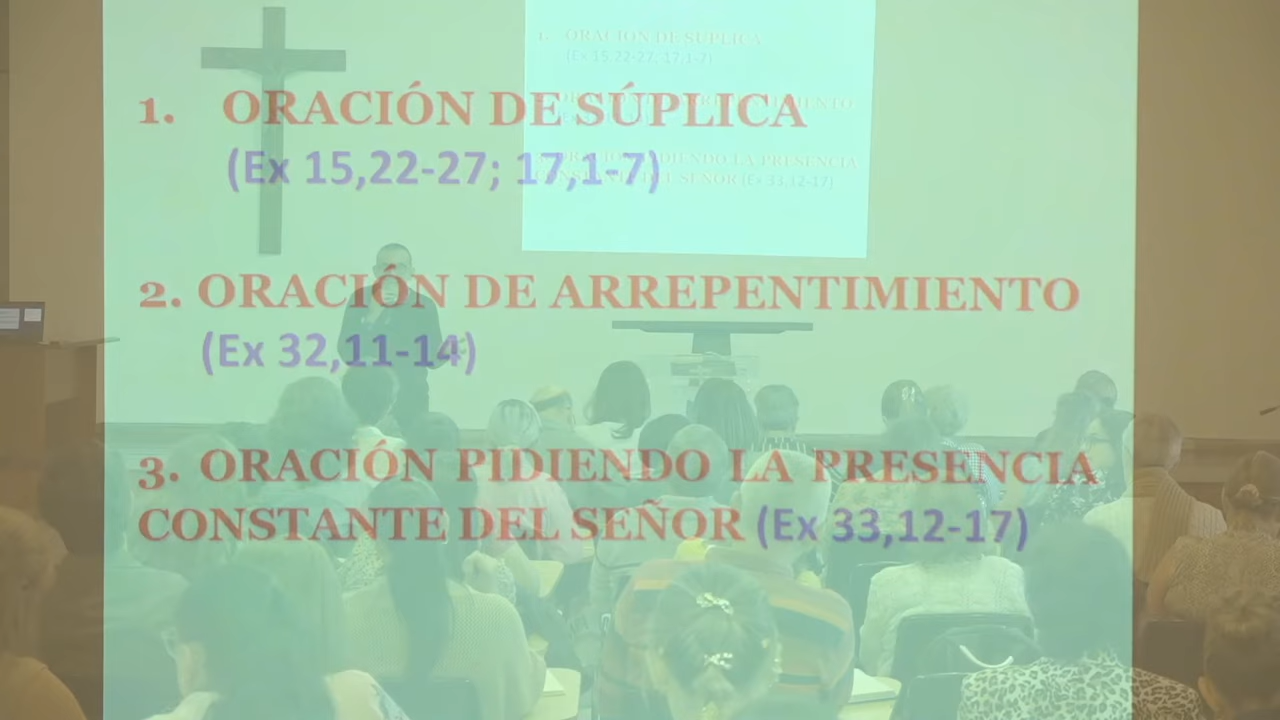 1. ORACIÓN DE SÚPLICA
(Ex 15,22-27; 17,1-7)
2. ORACIÓN DE ARREPENTIMIENTO
(Ex 32,11-14)
3. ORACIÓN PIDIENDO LA PRESENCIA
CONSTANTE DEL SEÑOR (Ex 33,12-17)